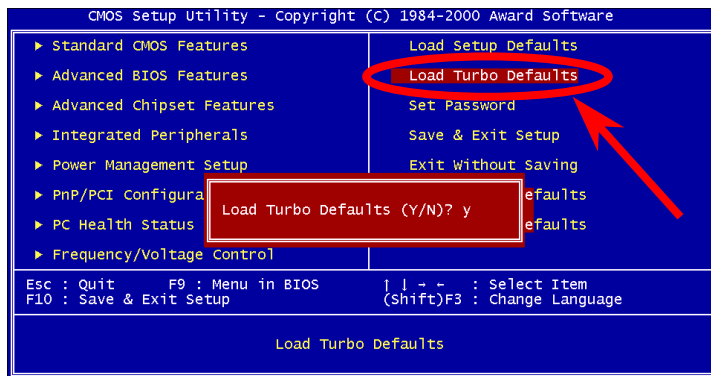 CMOS Setup Utility - Copyright (C) 1984-2000 Award Software
▶ Standard CMOS Features
▶ Advanced BIOS Features
▶ Advanced Chipset Features
▶ Integrated Peripherals
▶ Power Management Setup
▶ PnP/PCI Configura
▶ PC Health Status
▶ Frequency/Voltage Control
Load Setup Defaults
Load Turbo Defaults
Set Password
Save & Exit Setup
Exit Without Saving
efaults
efaults
Load Turbo Defaults (Y/N)? y
Esc : Quit F9 : Menu in BIOS ↑ ↓ → ← : Select Item
F10 : Save & Exit Setup (Shift)F3 : Change Language
Load Turbo Defaults